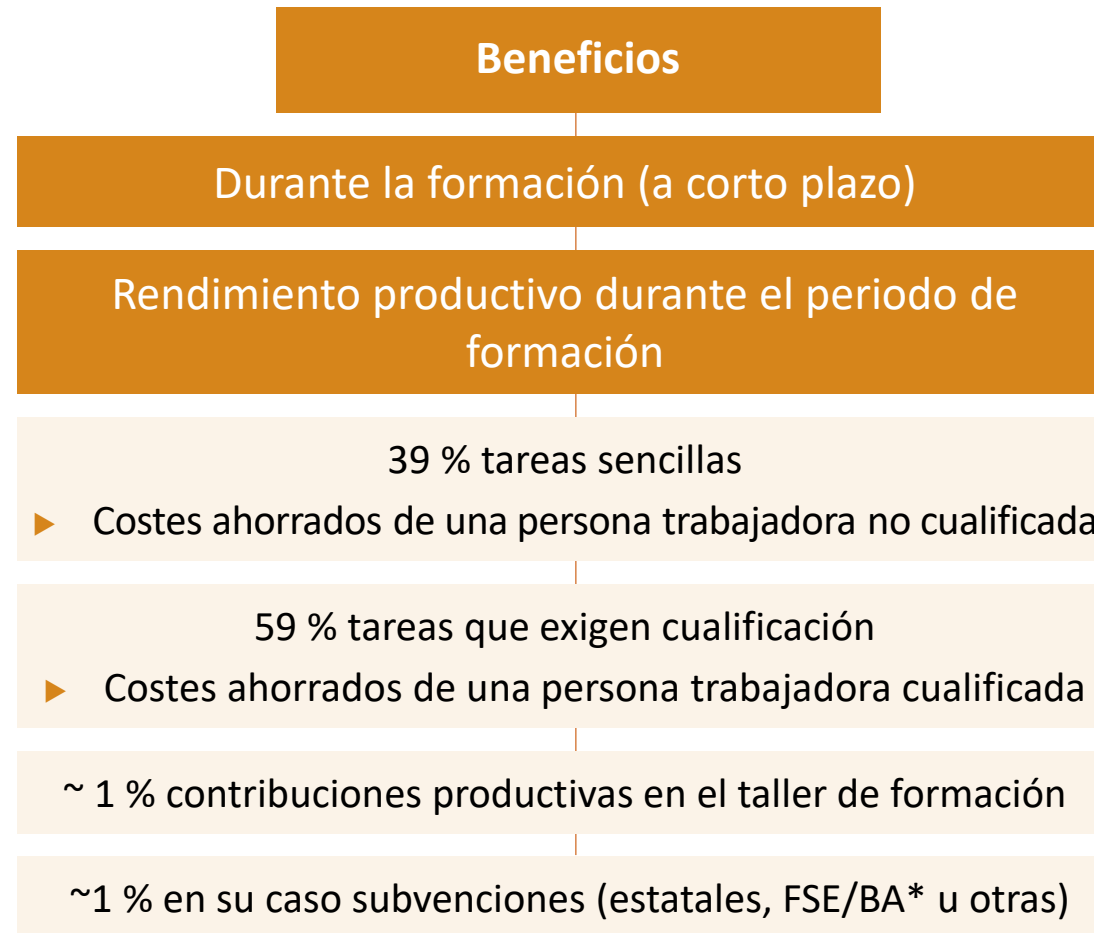 Beneficios
Durante la formación (a corto plazo)
Rendimiento productivo durante el periodo de
formación
39 % tareas sencillas
▶ Costes ahorrados de una persona trabajadora no cualificada
59 % tareas que exigen cualificación
▶ Costes ahorrados de una persona trabajadora cualificada
~ 1 % contribuciones productivas en el taller de formación
~1 % en su caso subvenciones (estatales, FSE/BA* u otras)